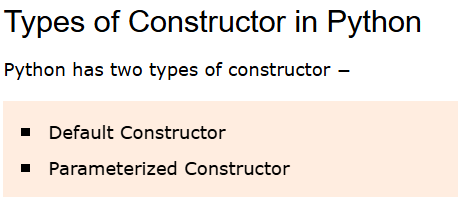 Types of Constructor in Python
Python has two types of constructor −
Default Constructor
Parameterized Constructor